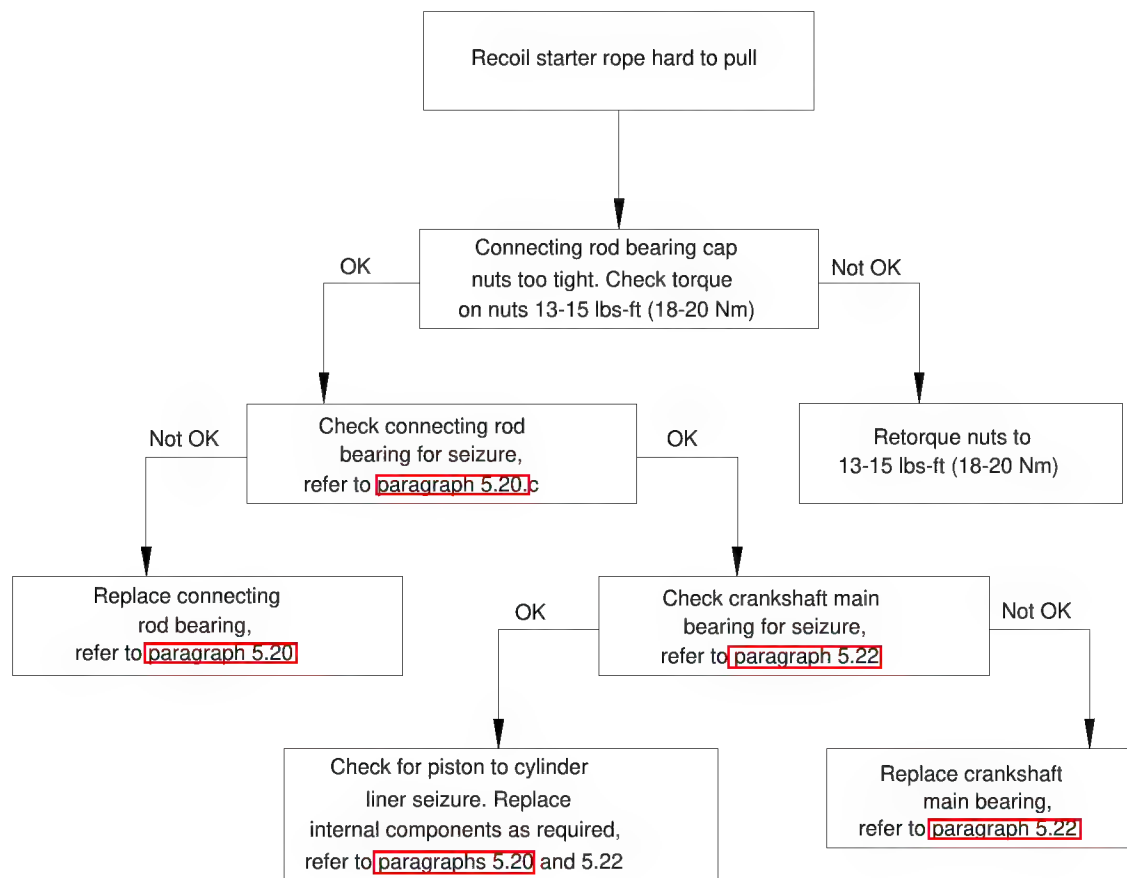 Recoil starter rope hard to pull
Connecting rod bearing cap
nuts too tight. Check torque
on nuts 13-15 lbs-ft (18-20 Nm)
OK
Not OK
Check connecting rod
bearing for seizure,
refer to paragraph 5.20.c
Not OK
OK
Retorque nuts to
13-15 lbs-ft (18-20 Nm)
Replace connecting
rod bearing,
refer to paragraph 5.20
Check crankshaft main
bearing for seizure,
refer to paragraph 5.22
OK
Not OK
Check for piston to cylinder
liner seizure. Replace
internal components as required,
refer to paragraphs 5.20 and 5.22
Replace crankshaft
main bearing,
refer to paragraph 5.22